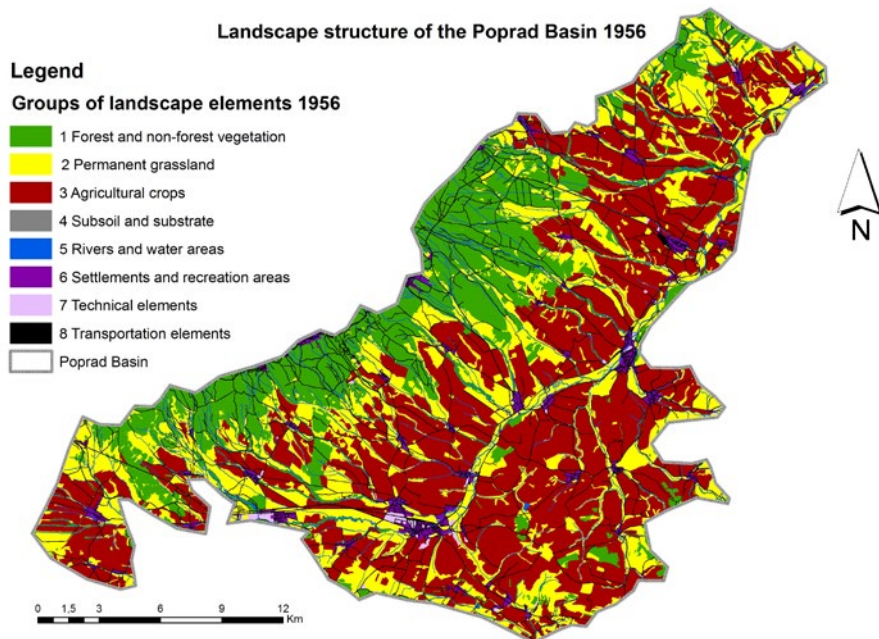 Landscape structure of the Poprad Basin 1956
Legend
Groups of landscape elements 1956
1 Forest and non-forest vegetation
2 Permanent grassland
3 Agricultural crops
4 Subsoil and substrate
5 Rivers and water areas
6 Settlements and recreation areas
7 Technical elements
8 Transportation elements
Poprad Basin
N
0 1,5 3 6 9 12
Km